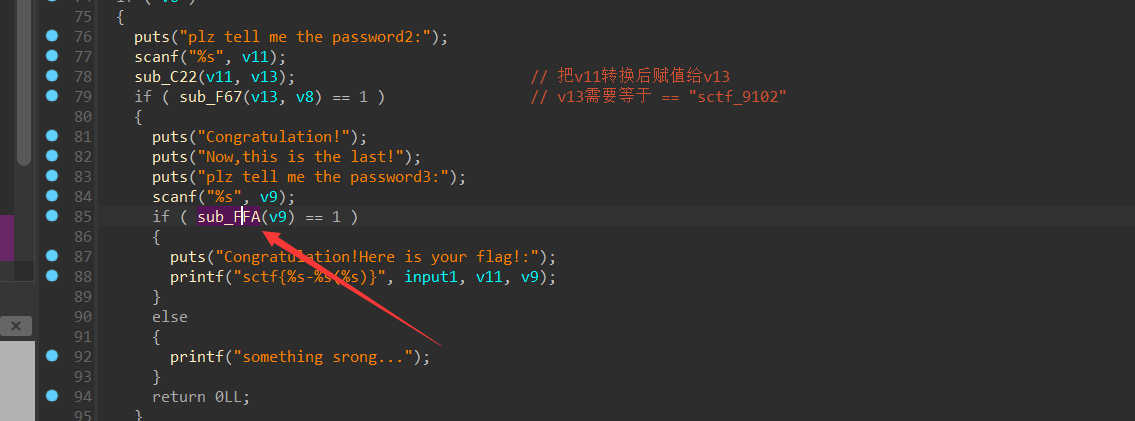 75 {
76 puts("plz tell me the password2:");
77 scanf("%s", v11);
78 sub_C22(v11, v13); // 把v11转换后赋值给v13
79 if ( sub_F67(v13, v8) == 1 ) // v13需要等于 == "sctf_9102"
80 {
81 puts("Congratulation!");
82 puts("Now,this is the last!");
83 puts("plz tell me the password3:");
84 scanf("%s", v9);
85 if ( sub_FFA(v9) == 1 )
86 {
87 puts("Congratulation!Here is your flag!:");
88 printf("sctf{%s-%s(%s)}", input1, v11, v9);
89 }
90 else
91 {
92 printf("something srong...");
93 }
94 return 0LL;
95 }